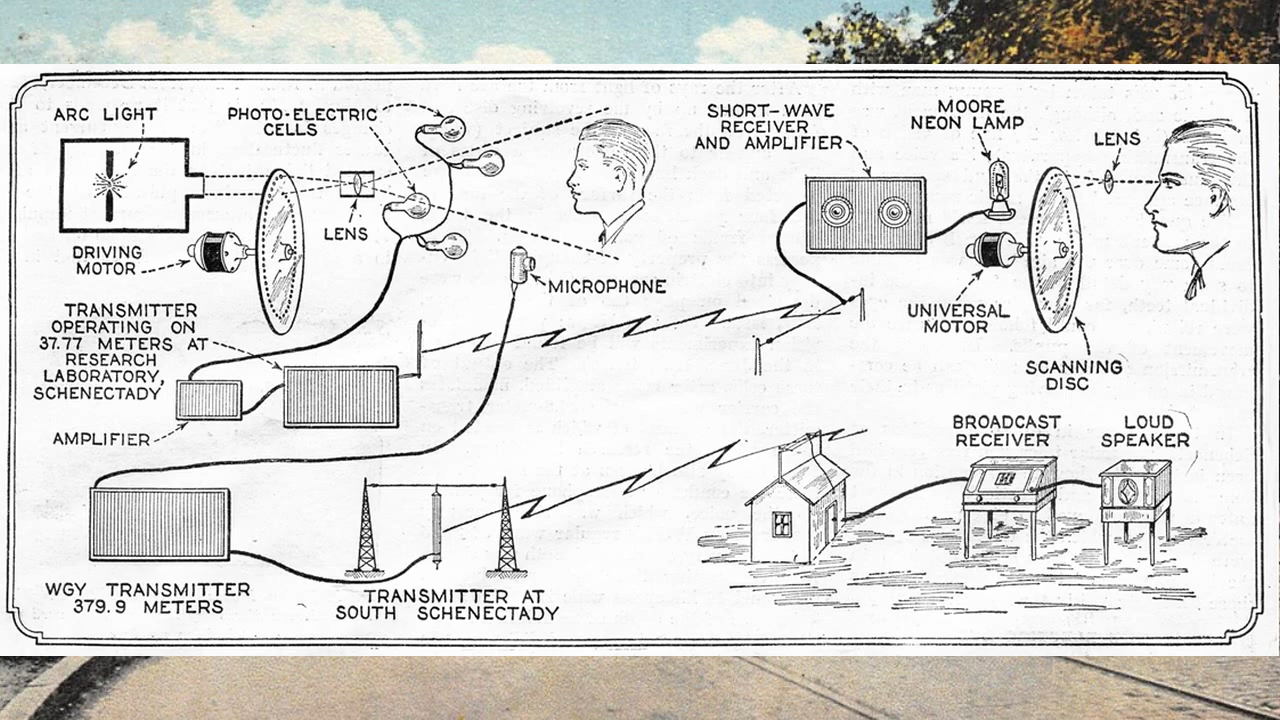 ARC LIGHT
PHOTO-ELECTRIC
CELLS
LENS
DRIVING
MOTOR
MICROPHONE
TRANSMITTER
OPERATING ON
37.77 METERS AT
RESEARCH
LABORATORY,
SCHENECTADY
AMPLIFIER
WGY TRANSMITTER
379.9 METERS
TRANSMITTER AT
SOUTH SCHENECTADY
SHORT-WAVE
RECEIVER
AND AMPLIFIER
MOORE
NEON LAMP
LENS
UNIVERSAL
MOTOR
SCANNING
DISC
BROADCAST
RECEIVER
LOUD
SPEAKER